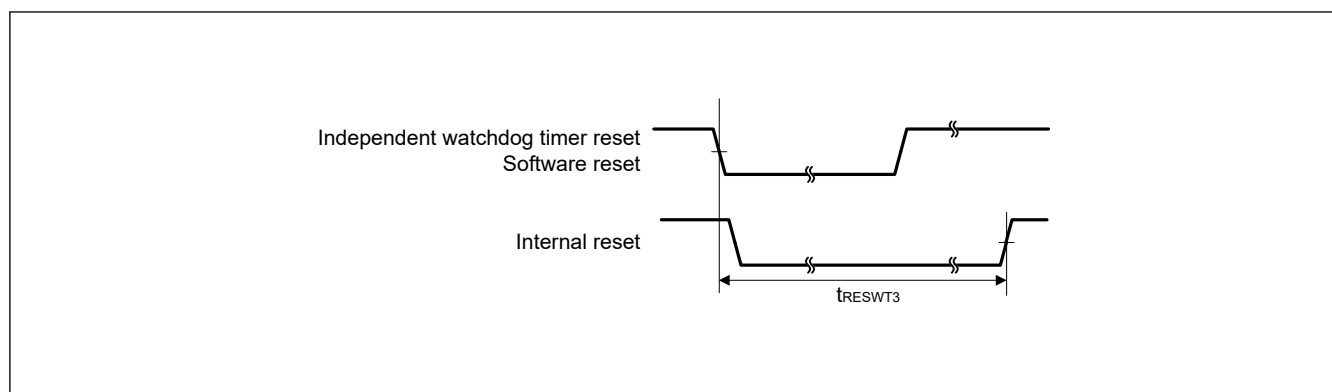 Independent watchdog timer reset
Software reset
Internal reset
tRESWT3